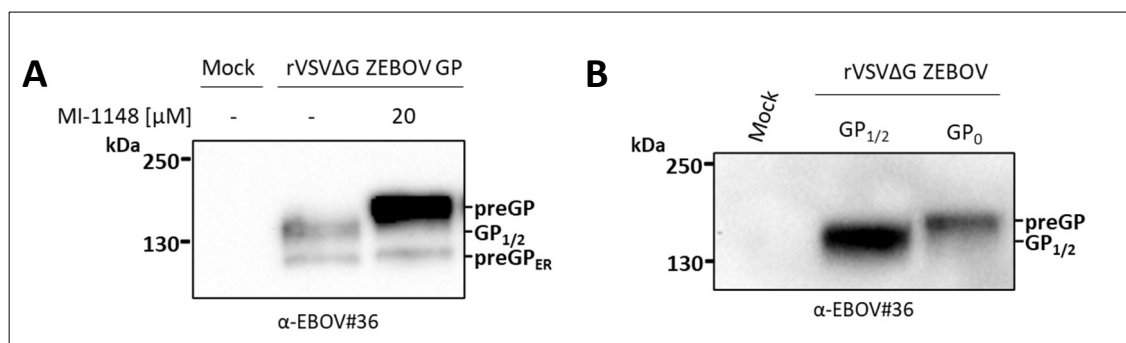 A
Mock rVSVΔG ZEBOV GP
MI-1148 [µM] - - 20
kDa
250
130
preGP
GP1/2
preGPER
α-EBOV#36
B
rVSVΔG ZEBOV
Mock GP1/2 GP0
kDa
250
130
preGP
GP1/2
α-EBOV#36